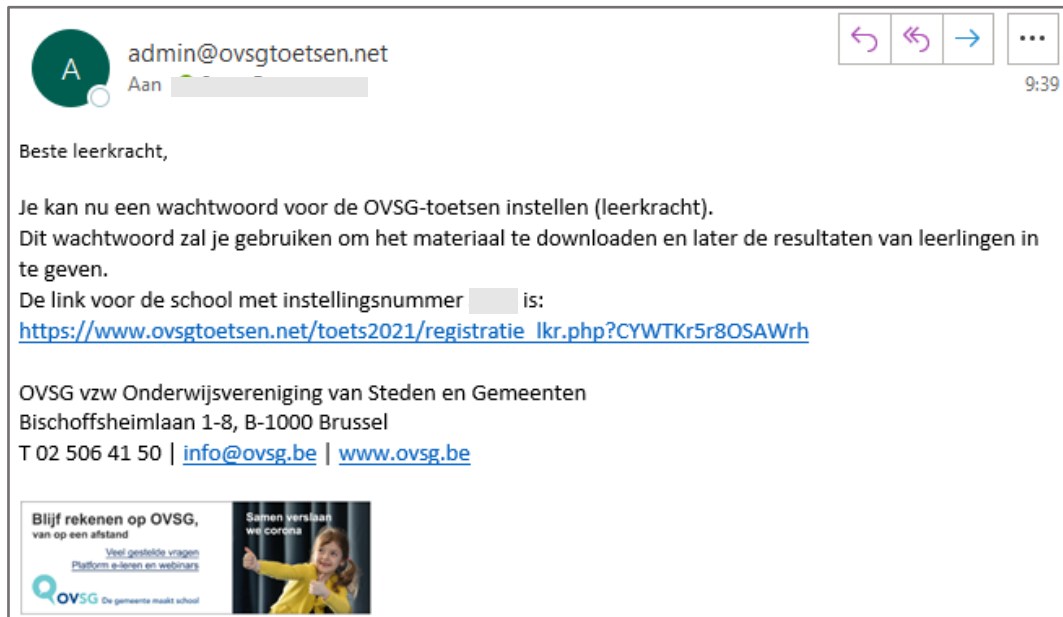 A
admin@ovsgtoetsen.net
Aan
9:39
Beste leerkracht,
Je kan nu een wachtwoord voor de OVSG-toetsen instellen (leerkracht).
Dit wachtwoord zal je gebruiken om het materiaal te downloaden en later de resultaten van leerlingen in
te geven.
De link voor de school met instellingsnummer is:
https://www.ovsgtoetsen.net/toets2021/registratie_lkr.php?CYWTKr5r8OSAWrh
OVSG vzw Onderwijsvereniging van Steden en Gemeenten
Bischoffsheimlaan 1-8, B-1000 Brussel
T 02 506 41 50 | info@ovsg.be | www.ovsg.be
Blijf rekenen op OVSG,
van op een afstand
Veel gestelde vragen
Platform e-leren en webinars
OVSG De gemeente maakt school
Samen verslaan
we corona